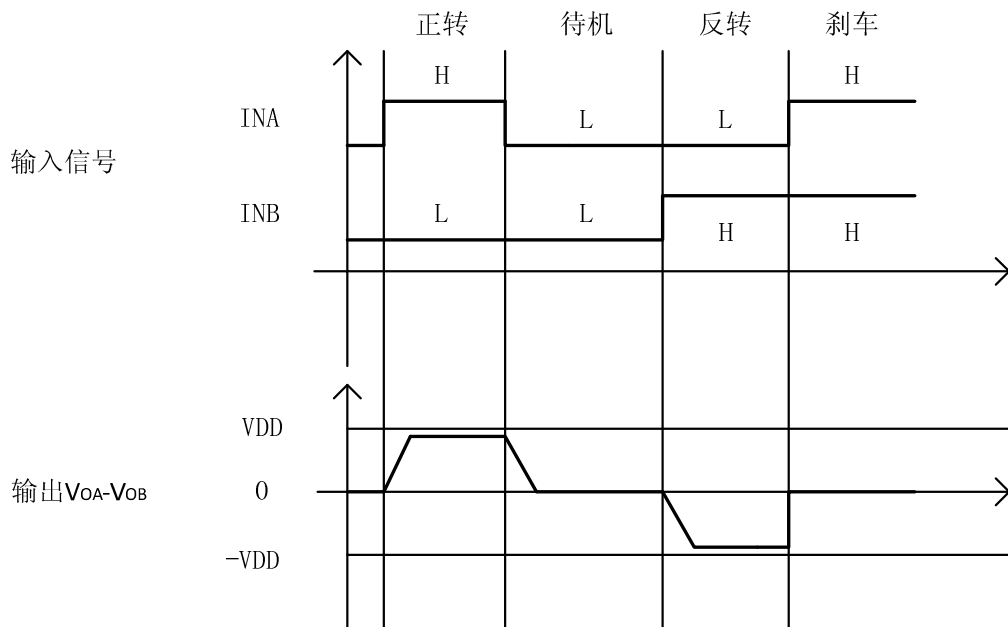 正转 待机 反转 刹车
H H
INA L L
输入信号
INB L L
H H
VDD
输出VOA-VOB 0
-VDD